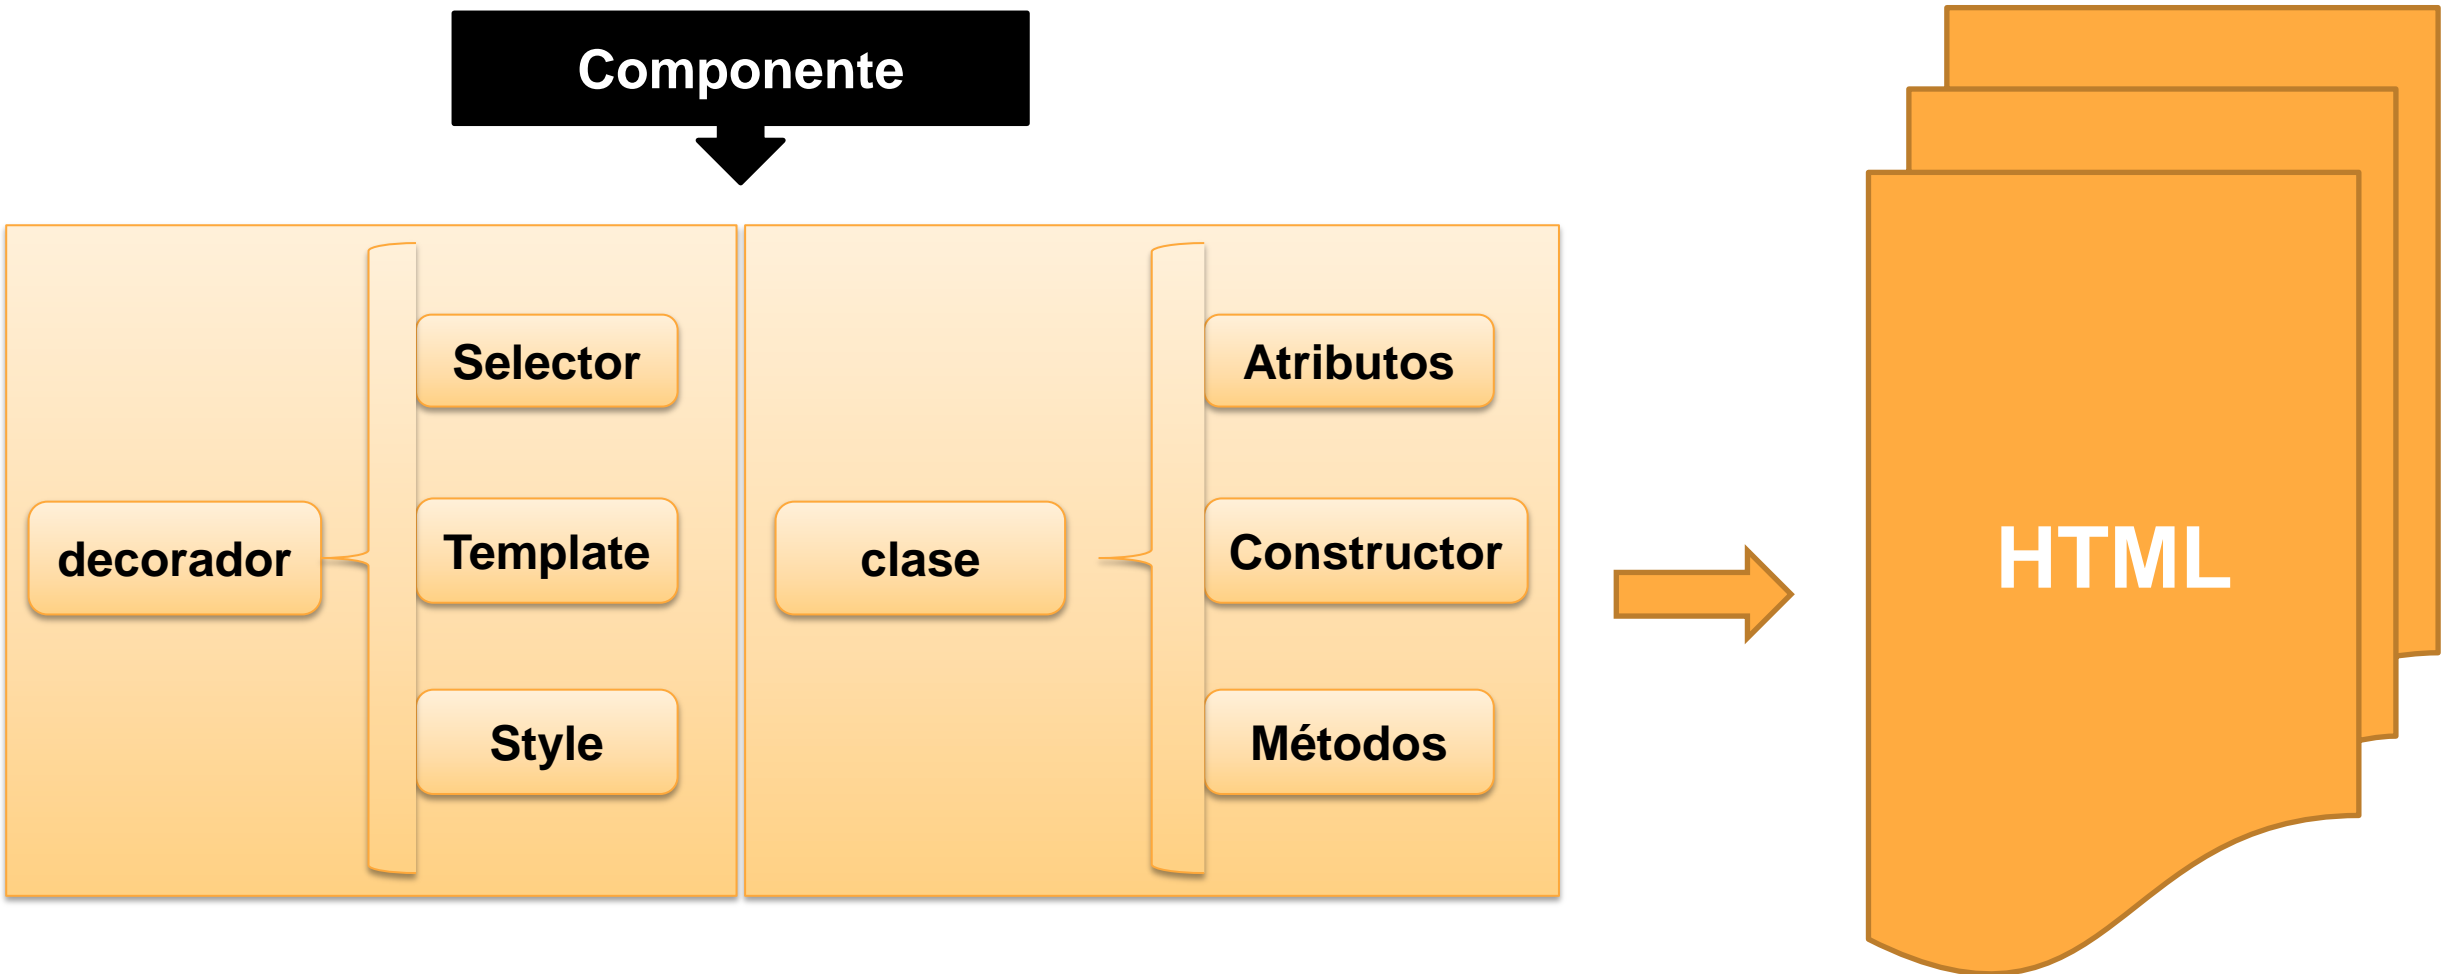 Componente
decorador
Selector
Template
Style
clase
Atributos
Constructor
Métodos
HTML